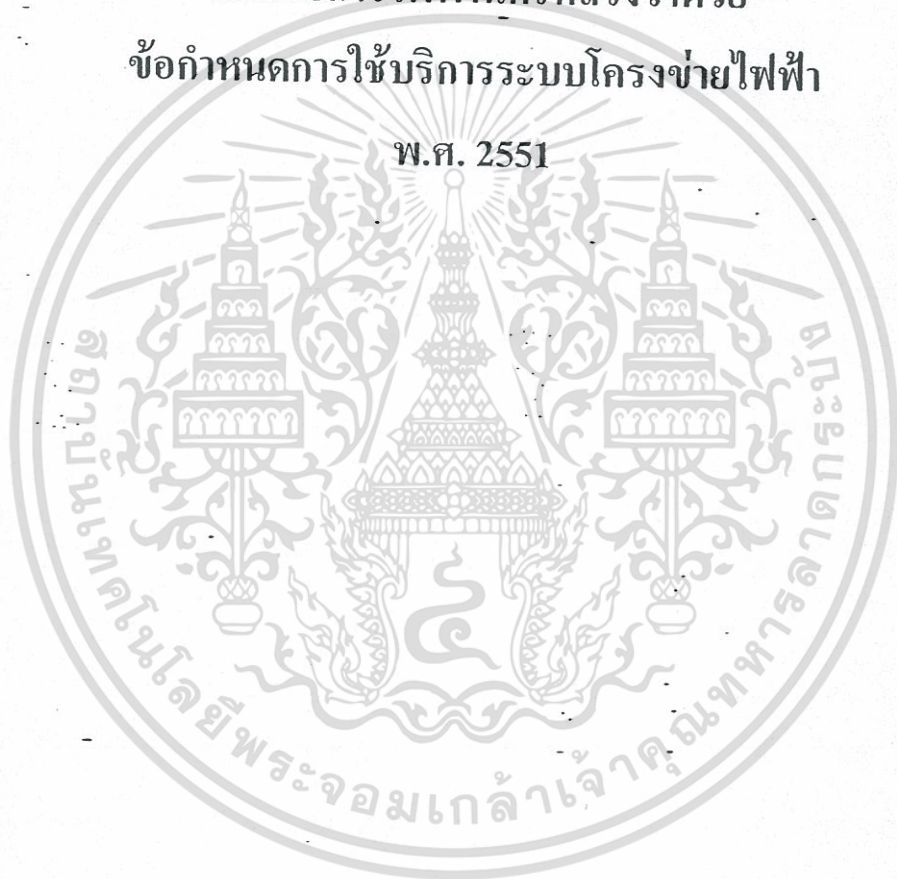 ข้อกำหนดการใช้บริการระบบโครงข่ายไฟฟ้า
พ.ศ. 2551
สถาบันเทคโนโลยีพระจอมเกล้าเจ้าคุณทหารลาดกระบัง